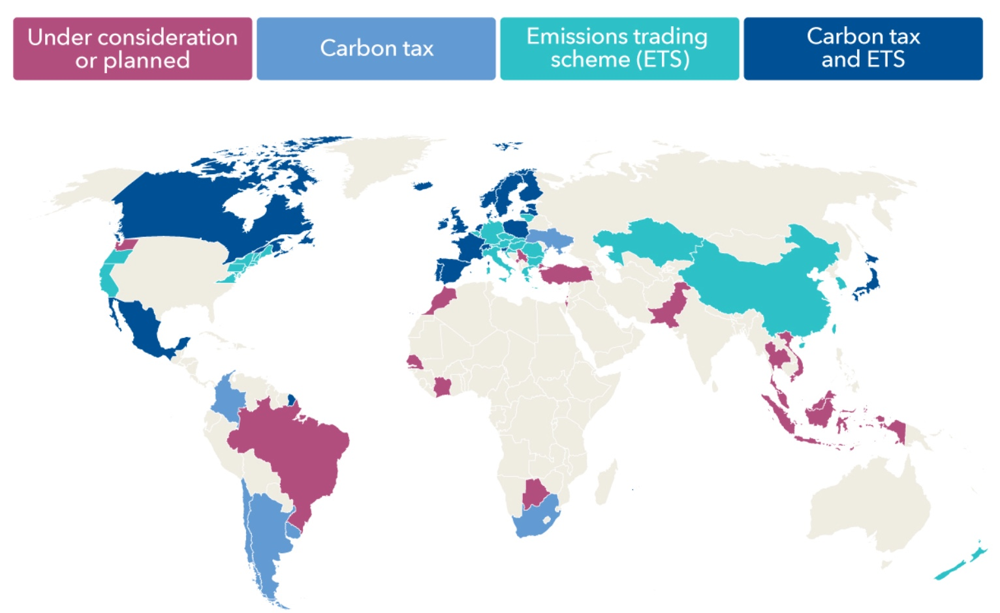 Under consideration
or planned
Carbon tax
Emissions trading
scheme (ETS)
Carbon tax
and ETS